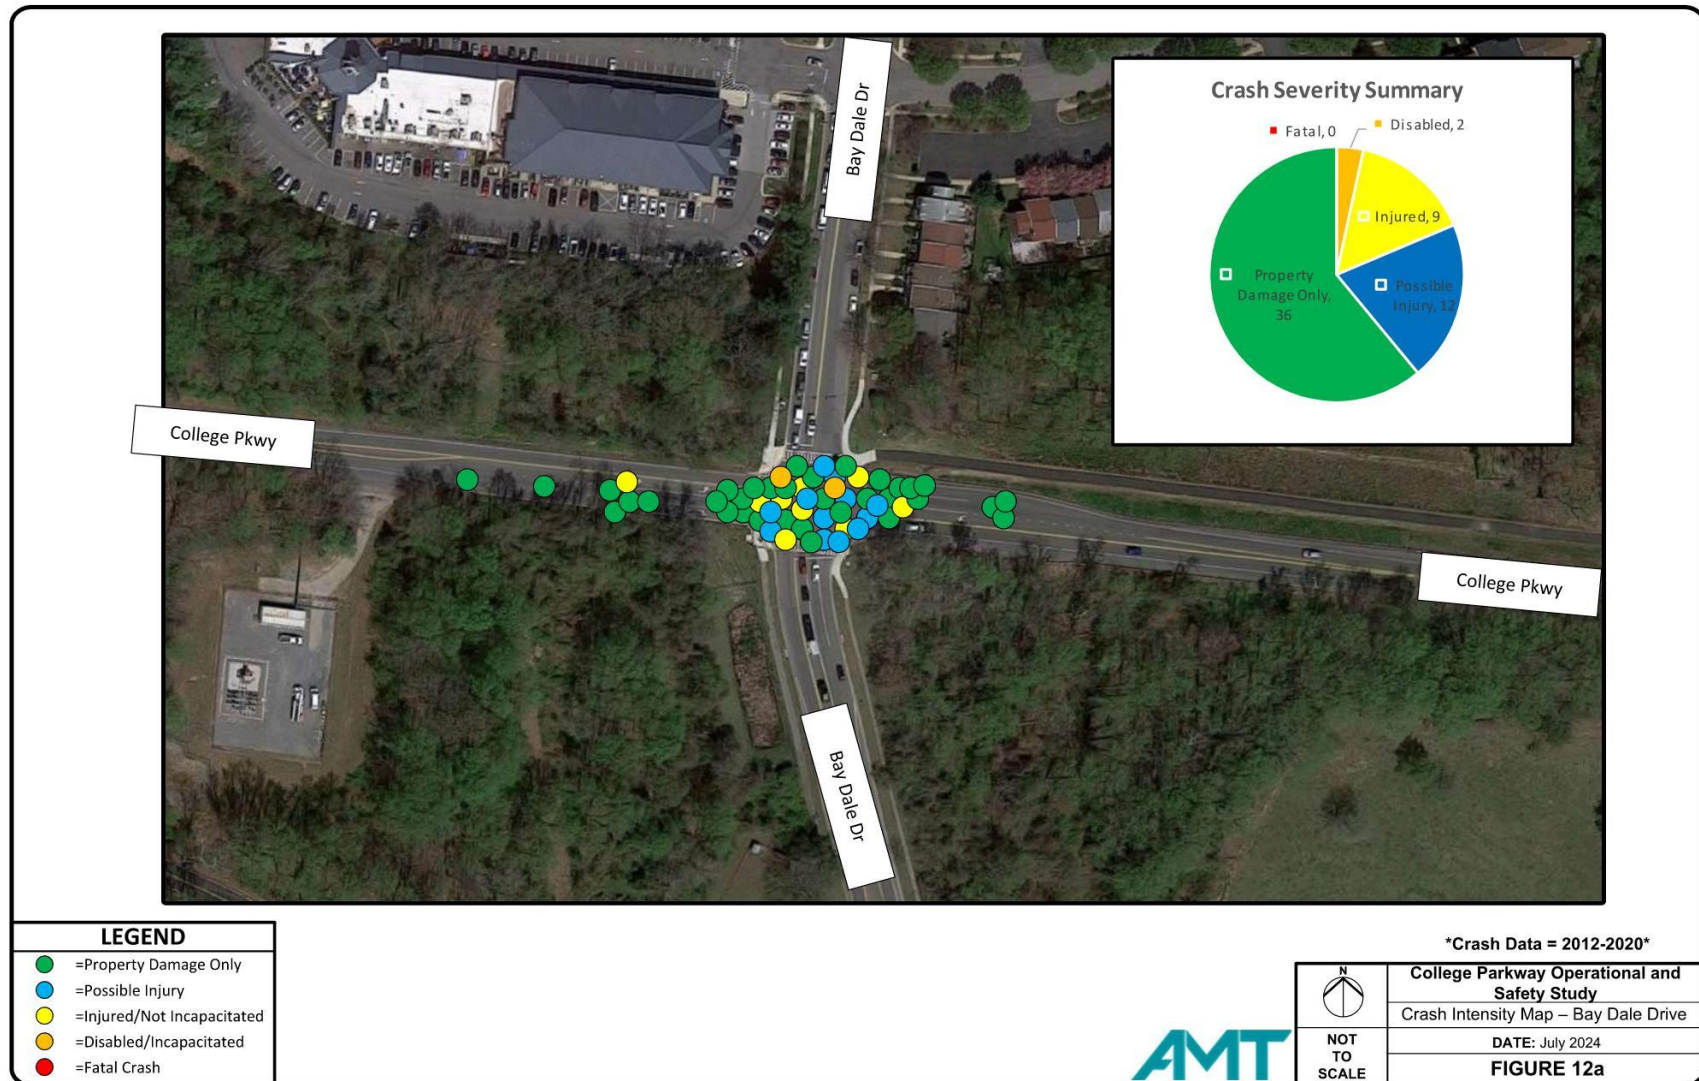 Bay Dale Dr
Crash Severity Summary
Fatal, 0
Disabled, 2
Injured, 9
Possible
Injury, 12
Property
Damage Only,
36
College Pkwy
College Pkwy
Bay Dale Dr
LEGEND
=Property Damage Only
=Possible Injury
=Injured/Not Incapacitated
=Disabled/Incapacitated
=Fatal Crash
*Crash Data = 2012-2020*
AMT
N
NOT
TO
SCALE
College Parkway Operational and
Safety Study
Crash Intensity Map – Bay Dale Drive
DATE: July 2024
FIGURE 12a